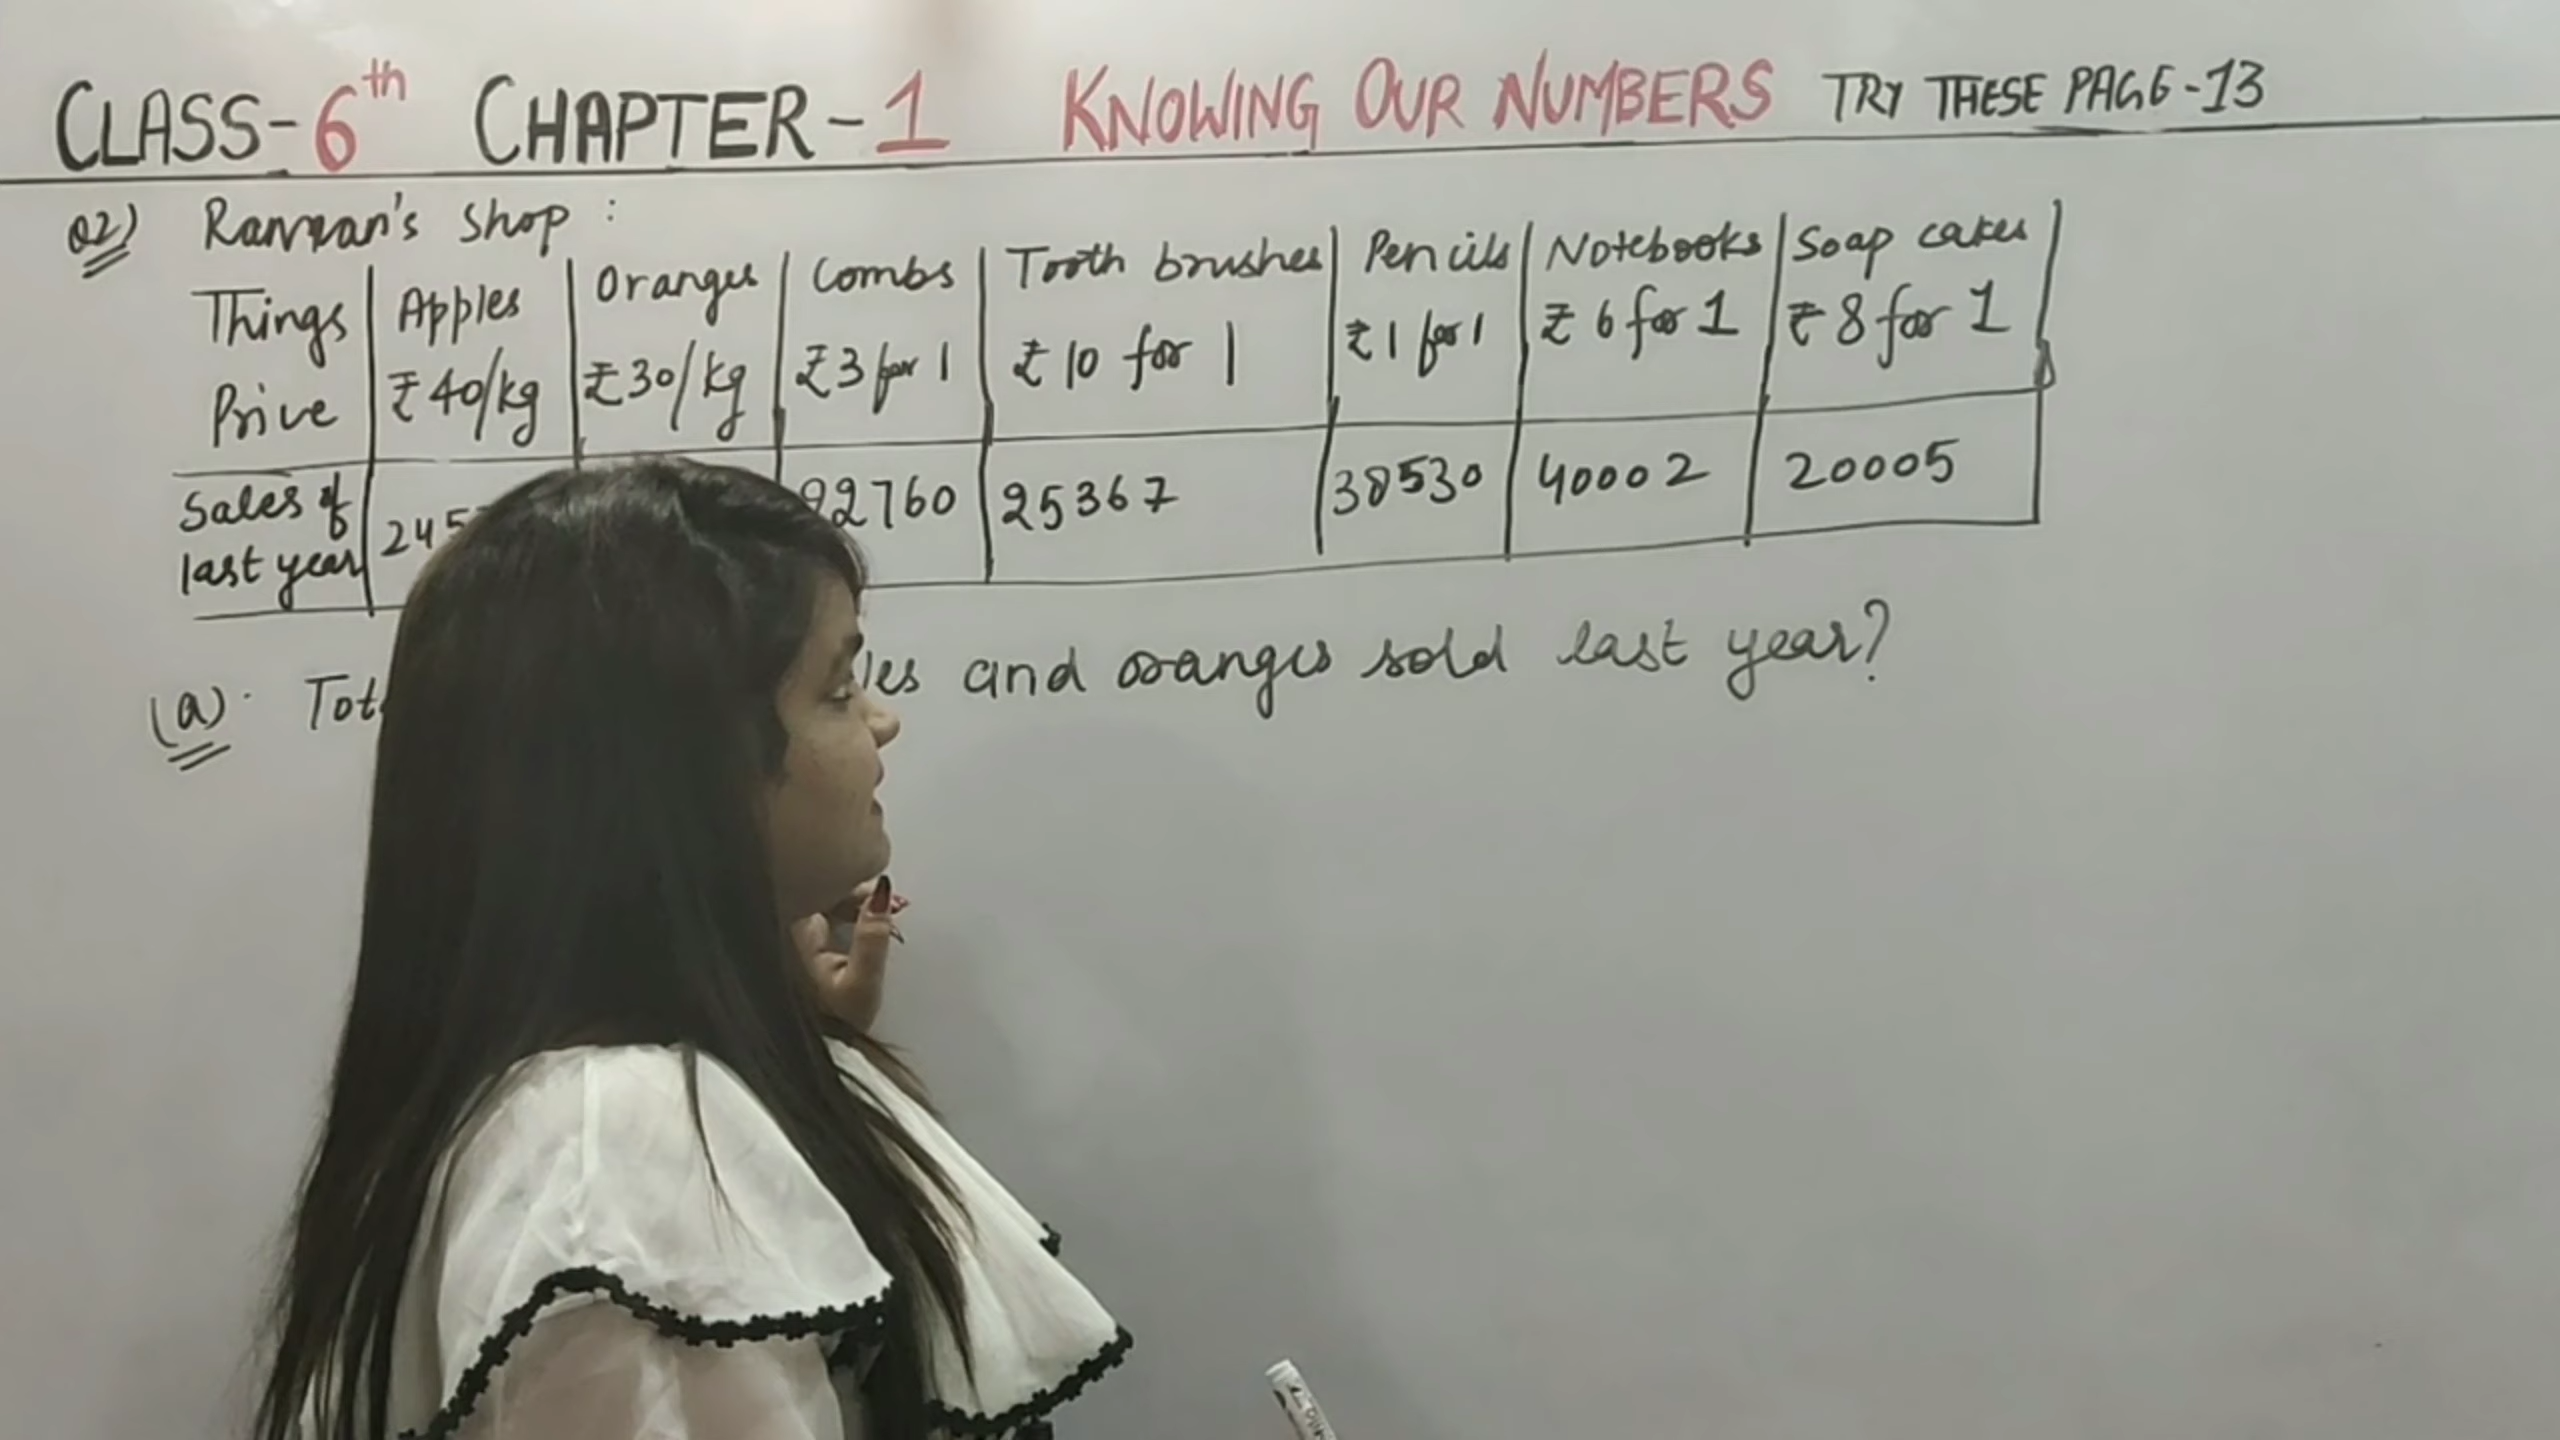 CLASS-6th CHAPTER-1 KNOWING OUR NUMBERS TRY THESE PAGE-13
Q2) Raman's shop :
Things Apples Oranges Combs Tooth brushes Pencils Notebooks Soap cakes
Prive ₹40/kg ₹30/kg ₹3 for 1 ₹10 for 1 ₹1 for 1 ₹6 for 1 ₹8 for 1
Sales of last year 245 22760 25367 38530 40002 20005
(a). Tot les and oranges sold last year?